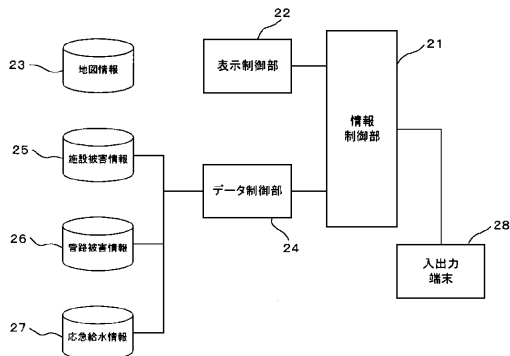 22
表示制御部
23
地図情報
21
情報
制御部
25
施設被害情報
データ制御部
24
26
管路被害情報
28
入出力
端末
27
応急給水情報